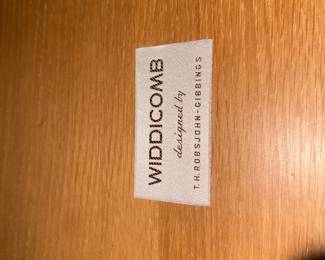 WIDDICOMB
designed by
T.H. ROBSJOHN-GIBBINGS